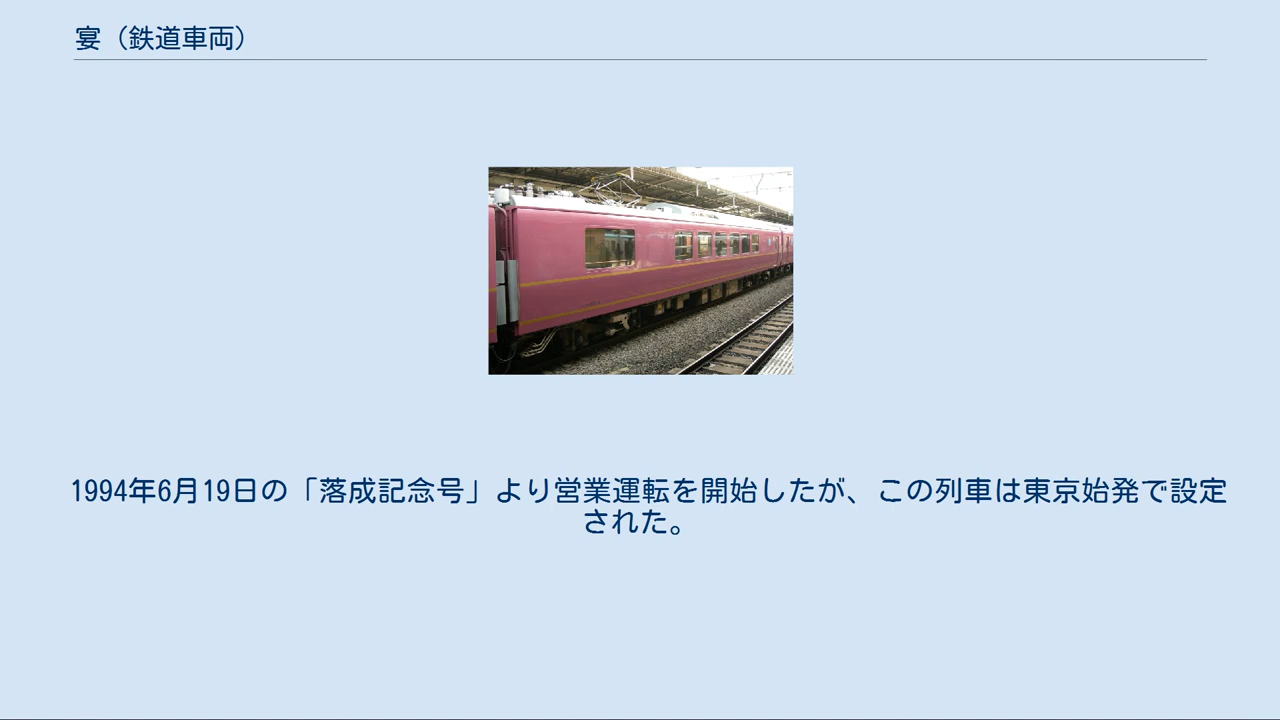 宴（鉄道車両）
1994年6月19日の「落成記念号」より営業運転を開始したが、この列車は東京始発で設定
された。